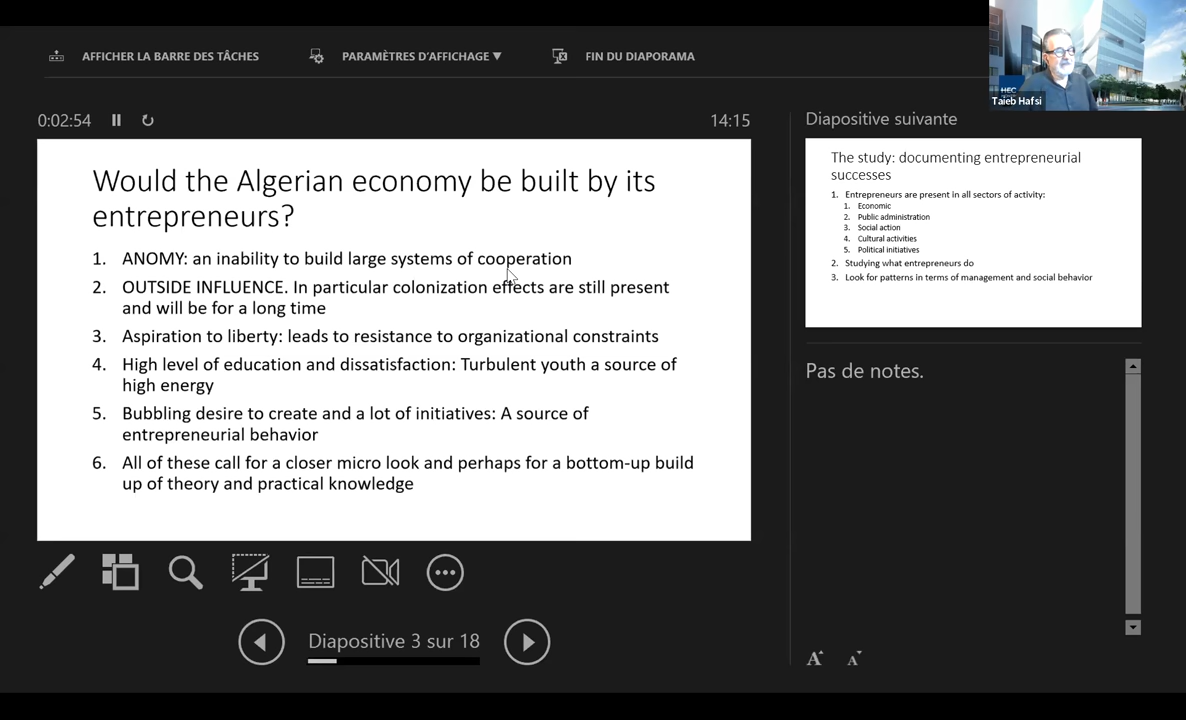 AFFICHER LA BARRE DES TÂCHES
PARAMÈTRES D'AFFICHAGE ▼
FIN DU DIAPORAMA
HEC
Taieb Hafsi
0:02:54
14:15
Would the Algerian economy be built by its
entrepreneurs?
1. ANOMY: an inability to build large systems of cooperation
2. OUTSIDE INFLUENCE. In particular colonization effects are still present
and will be for a long time
3. Aspiration to liberty: leads to resistance to organizational constraints
4. High level of education and dissatisfaction: Turbulent youth a source of
high energy
5. Bubbling desire to create and a lot of initiatives: A source of
entrepreneurial behavior
6. All of these call for a closer micro look and perhaps for a bottom-up build
up of theory and practical knowledge
Diapositive 3 sur 18
Diapositive suivante
The study: documenting entrepreneurial
successes
1. Entrepreneurs are present in all sectors of activity:
1. Economic
2. Public administration
3. Social action
4. Cultural activities
5. Political initiatives
2. Studying what entrepreneurs do
3. Look for patterns in terms of management and social behavior
Pas de notes.
A A